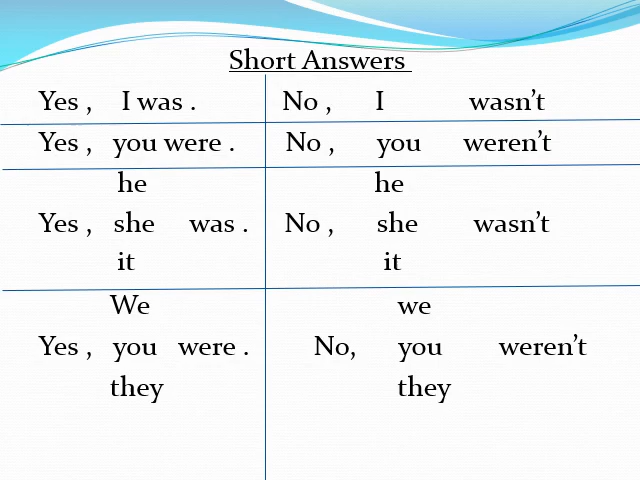 Short Answers
Yes , I was . No , I wasn’t
Yes , you were . No , you weren’t
he he
Yes , she was . No , she wasn’t
it it
We we
Yes , you were . No, you weren’t
they they